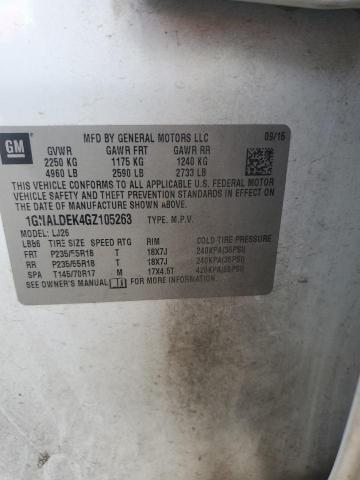 GM
MFD BY GENERAL MOTORS LLC 09/15
GVWR GAWR FRT GAWR RR
2250 KG 1175 KG 1240 KG
4960 LB 2590 LB 2733 LB
THIS VEHICLE CONFORMS TO ALL APPLICABLE U.S. FEDERAL MOTOR
VEHICLE SAFETY AND THEFT PREVENTION STANDARDS IN EFFECT
ON THE DATE OF MANUFACTURE SHOWN ABOVE.
TYPE: M.P.V.
MODEL: LJ26
TIRE SIZE SPEED RTG RIM COLD TIRE PRESSURE
FRT P235/55R18 T 18X7J 240KPA(35PSI)
RR P235/55R18 T 18X7J 240KPA(35PSI)
SPA T145/70R17 M 17X4.5T 420KPA(60PSI)
SEE OWNER'S MANUAL FOR MORE INFORMATION.